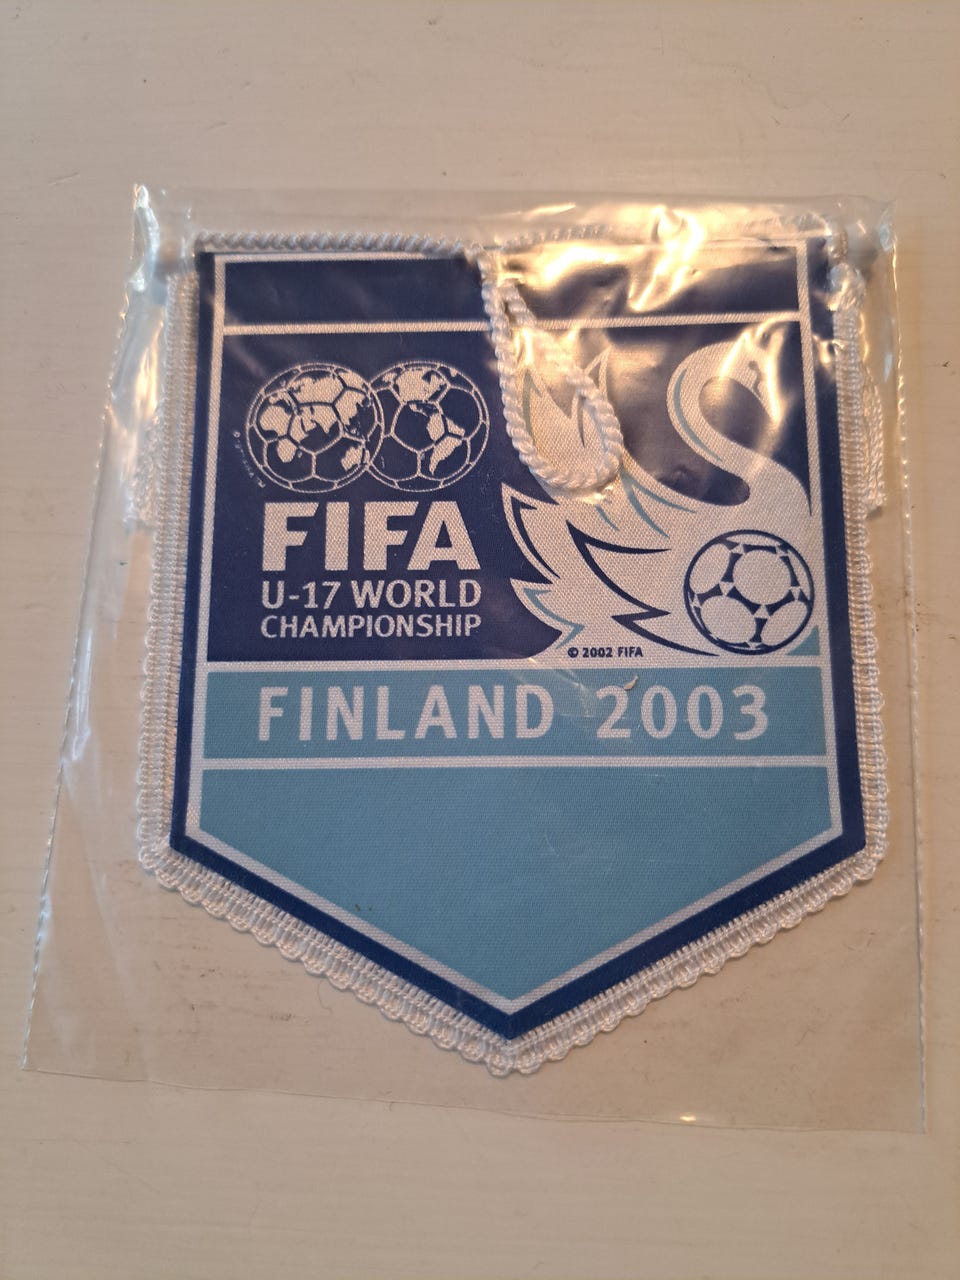 FIFA
U-17 WORLD
CHAMPIONSHIP
© 2002 FIFA
FINLAND 2003